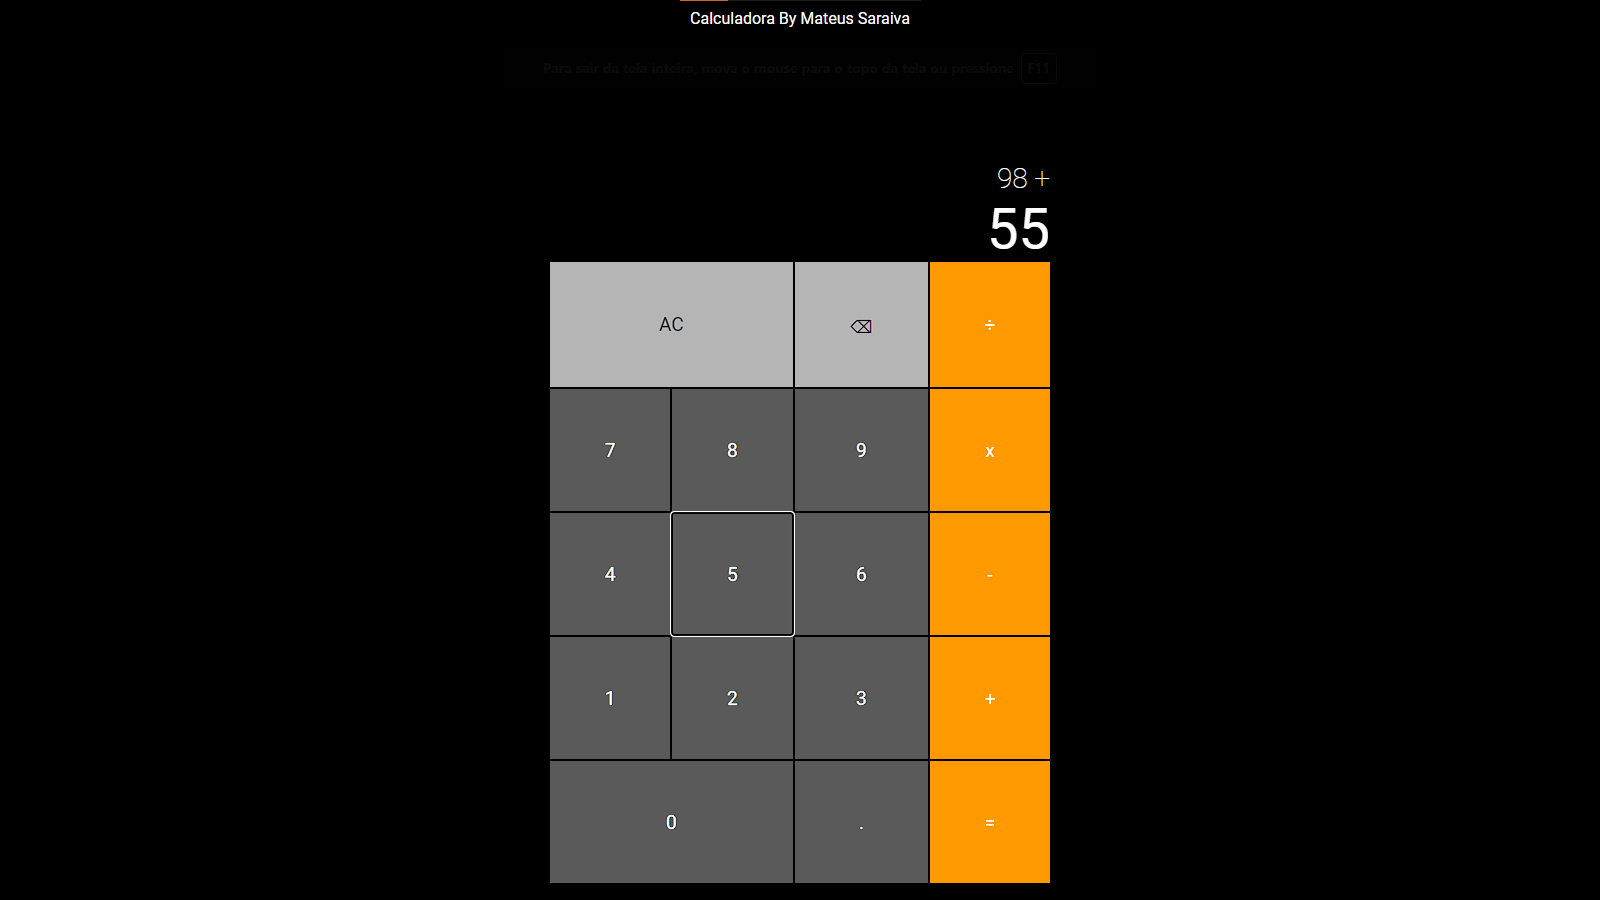 Calculadora By Mateus Saraiva
Para sair da tela inteira, mova o mouse para o topo da tela ou pressione F11
98 +
55
AC ⌫ ÷
7 8 9 x
4 5 6 -
1 2 3 +
0 . =